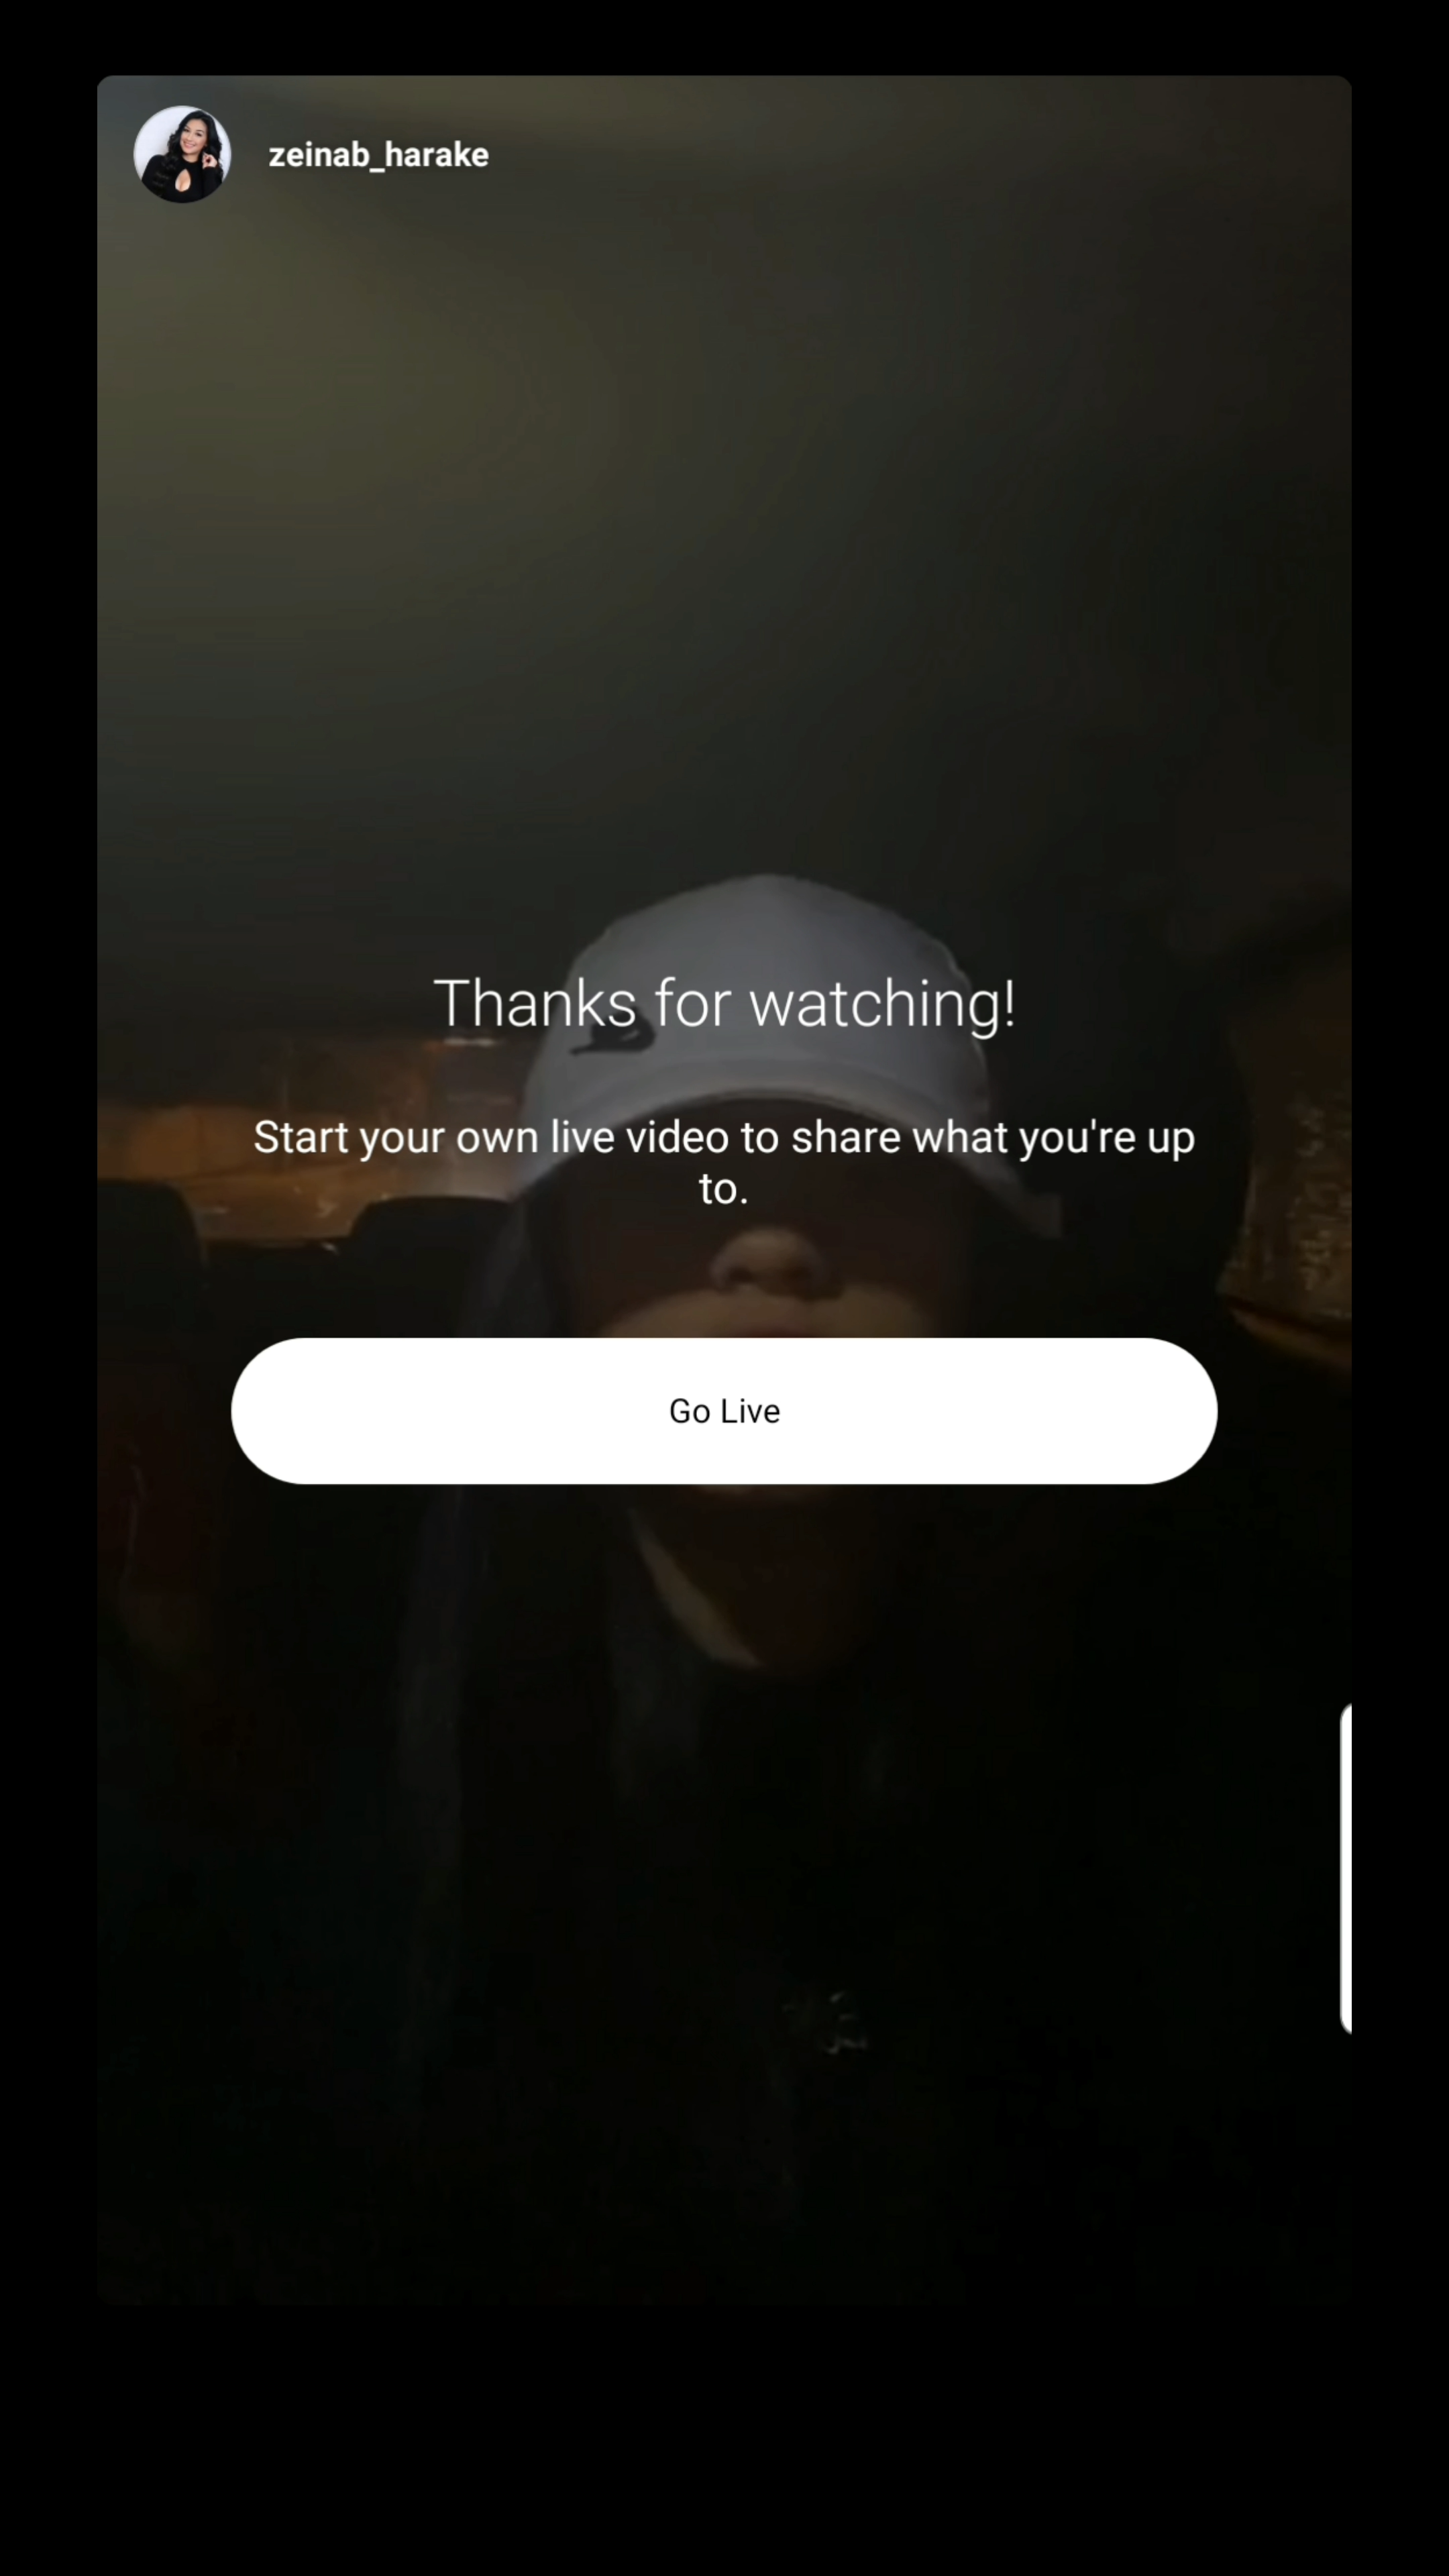 zeinab_harake
Thanks for watching!
Start your own live video to share what you're up
to.
Go Live